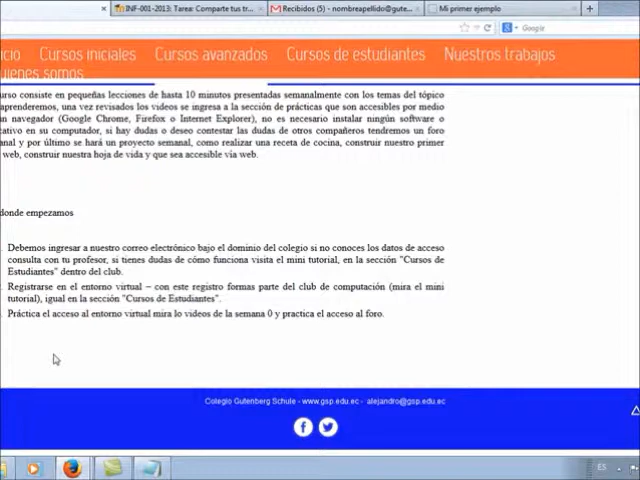 INF-001-2013: Tarea: Comparte tus tr...
Recibidos (5) - nombreapellido@gute...
Mi primer ejemplo
Google
icio Cursos iniciales Cursos avanzados Cursos de estudiantes Nuestros trabajos
uienes somos
urso consiste en pequeñas lecciones de hasta 10 minutos presentadas semanalmente con los temas del tópico
aprenderemos, una vez revisados los videos se ingresa a la sección de prácticas que son accesibles por medio
n navegador (Google Chrome, Firefox o Internet Explorer), no es necesario instalar ningún software o
cativo en su computador, si hay dudas o deseo contestar las dudas de otros compañeros tendremos un foro
anal y por último se hará un proyecto semanal, como realizar una receta de cocina, construir nuestro primer
web, construir nuestra hoja de vida y que sea accesible vía web.
donde empezamos
Debemos ingresar a nuestro correo electrónico bajo el dominio del colegio si no conoces los datos de acceso
consulta con tu profesor, si tienes dudas de cómo funciona visita el mini tutorial, en la sección "Cursos de
Estudiantes" dentro del club.
Registrarse en el entorno virtual – con este registro formas parte del club de computación (mira el mini
tutorial), igual en la sección "Cursos de Estudiantes".
Práctica el acceso al entorno virtual mira lo videos de la semana 0 y practica el acceso al foro.
Colegio Gutenberg Schule - www.gsp.edu.ec - alejandro@gsp.edu.ec
ES